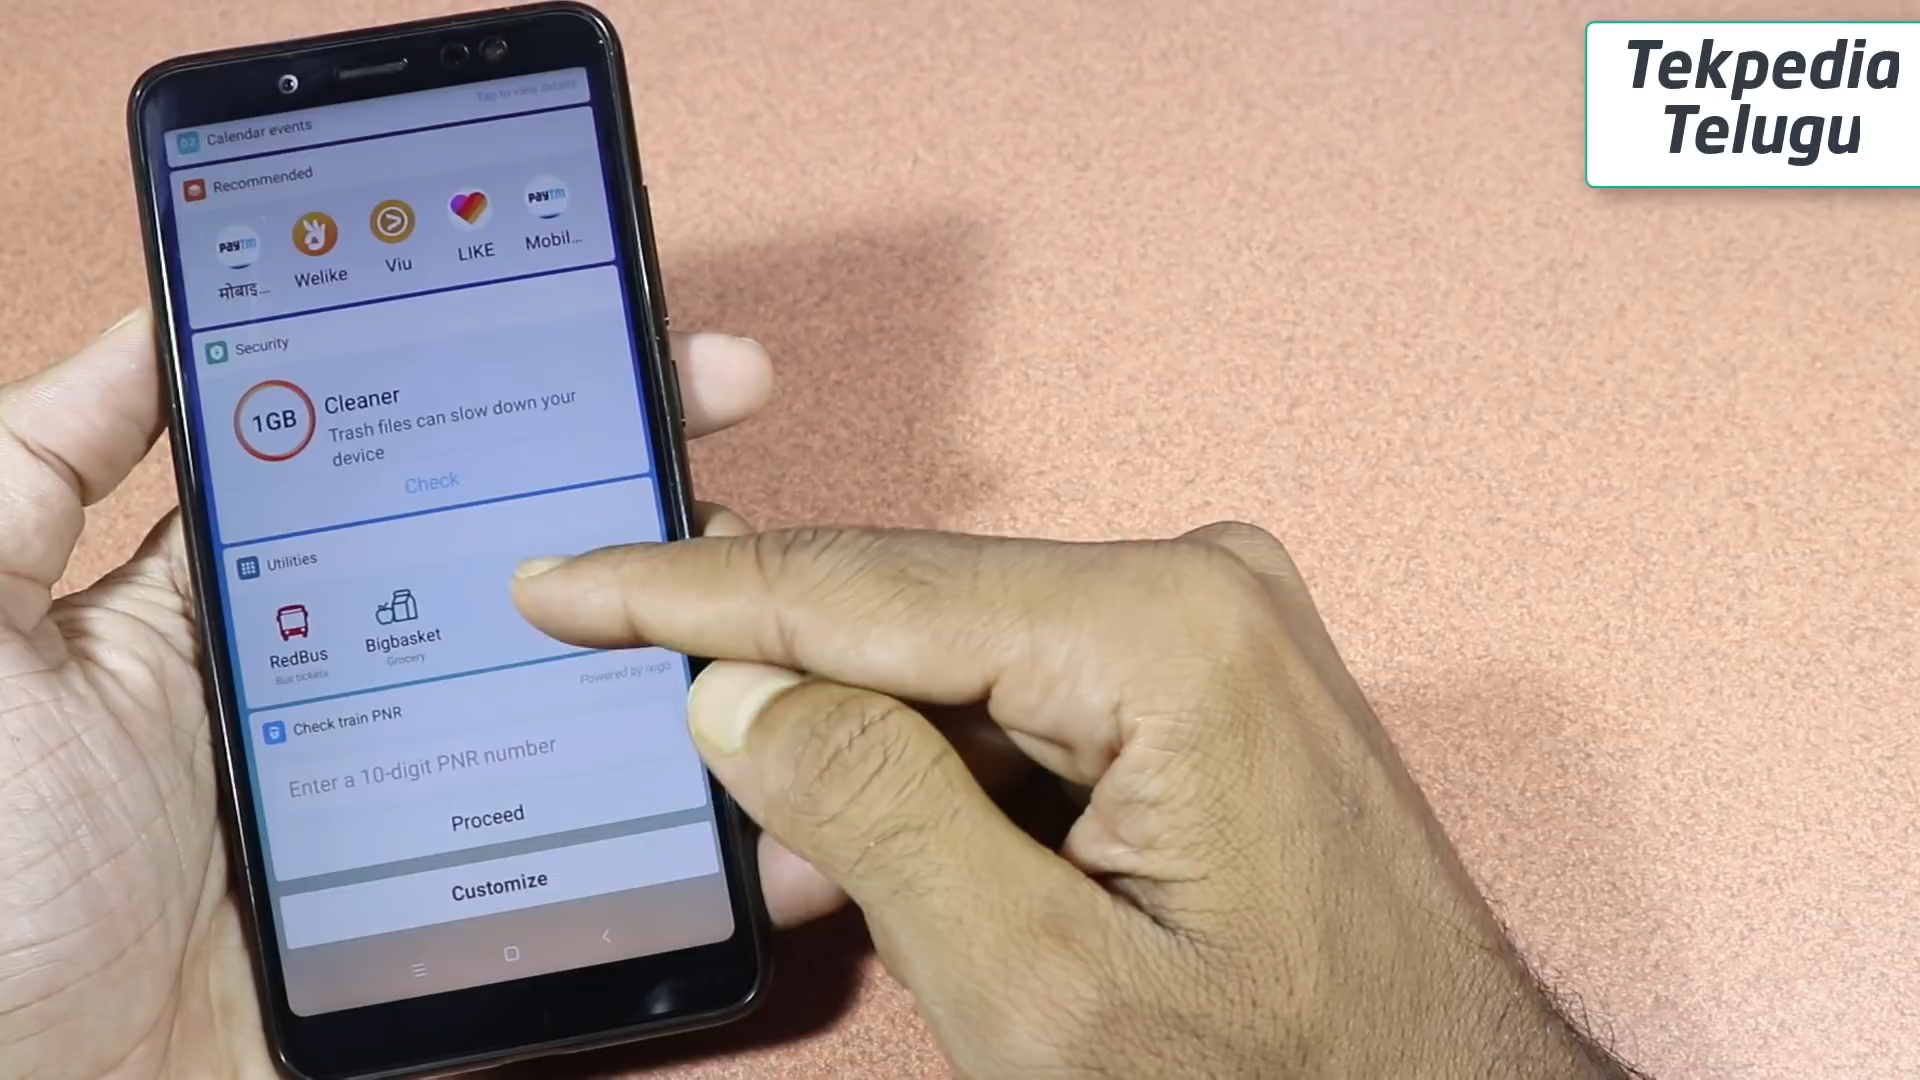 Tekpedia
Telugu
Tap to view details
Calendar events
Recommended
paytm
paytm
मोबाइ...
Welike
Viu
LIKE
Mobil...
Security
1GB
Cleaner
Trash files can slow down your
device
Check
Utilities
RedBus
Bus tickets
Bigbasket
Grocery
Powered by ixigo
Check train PNR
Enter a 10-digit PNR number
Proceed
Customize